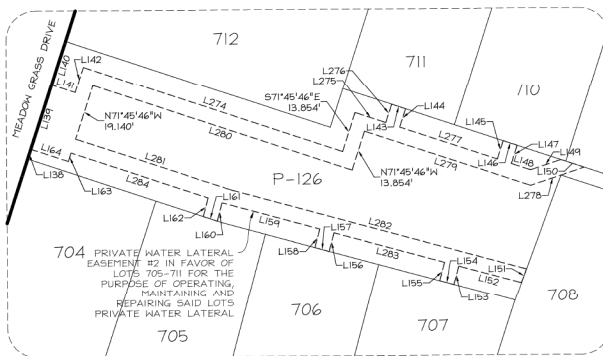 712
711
710
MEADOW GRASS DRIVE
L140
L141
L142
L139
L164
L138
L163
N71°45'46"W
19.140'
L274
L280
L276
L275
S71°45'46"E
13.854'
L143
L144
L277
L279
L145
L146
L147
L148
L149
L150
L278
N71°45'46"W
13.854'
P-126
L281
L284
L282
L161
L162
L160
L159
L157
L158
L156
L283
L154
L155
L153
L151
L152
704
PRIVATE WATER LATERAL
EASEMENT #2 IN FAVOR OF
LOTS 705-711 FOR THE
PURPOSE OF OPERATING,
MAINTAINING AND
REPAIRING SAID LOTS
PRIVATE WATER LATERAL
705
706
707
708